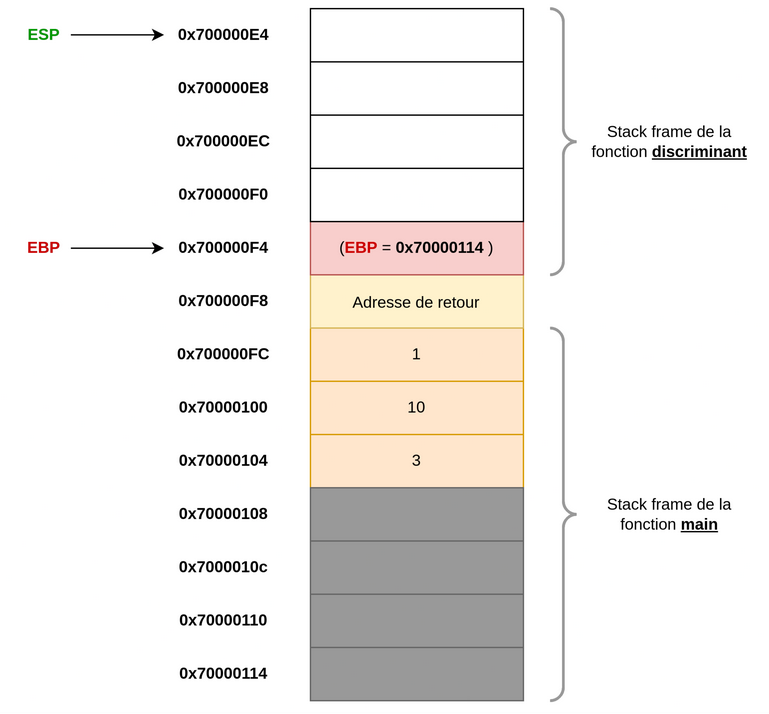 ESP 0x700000E4
0x700000E8
0x700000EC
Stack frame de la
fonction discriminant
0x700000F0
EBP 0x700000F4 (EBP = 0x70000114 )
0x700000F8 Adresse de retour
0x700000FC 1
0x70000100 10
0x70000104 3
0x70000108
Stack frame de la
fonction main
0x7000010c
0x70000110
0x70000114